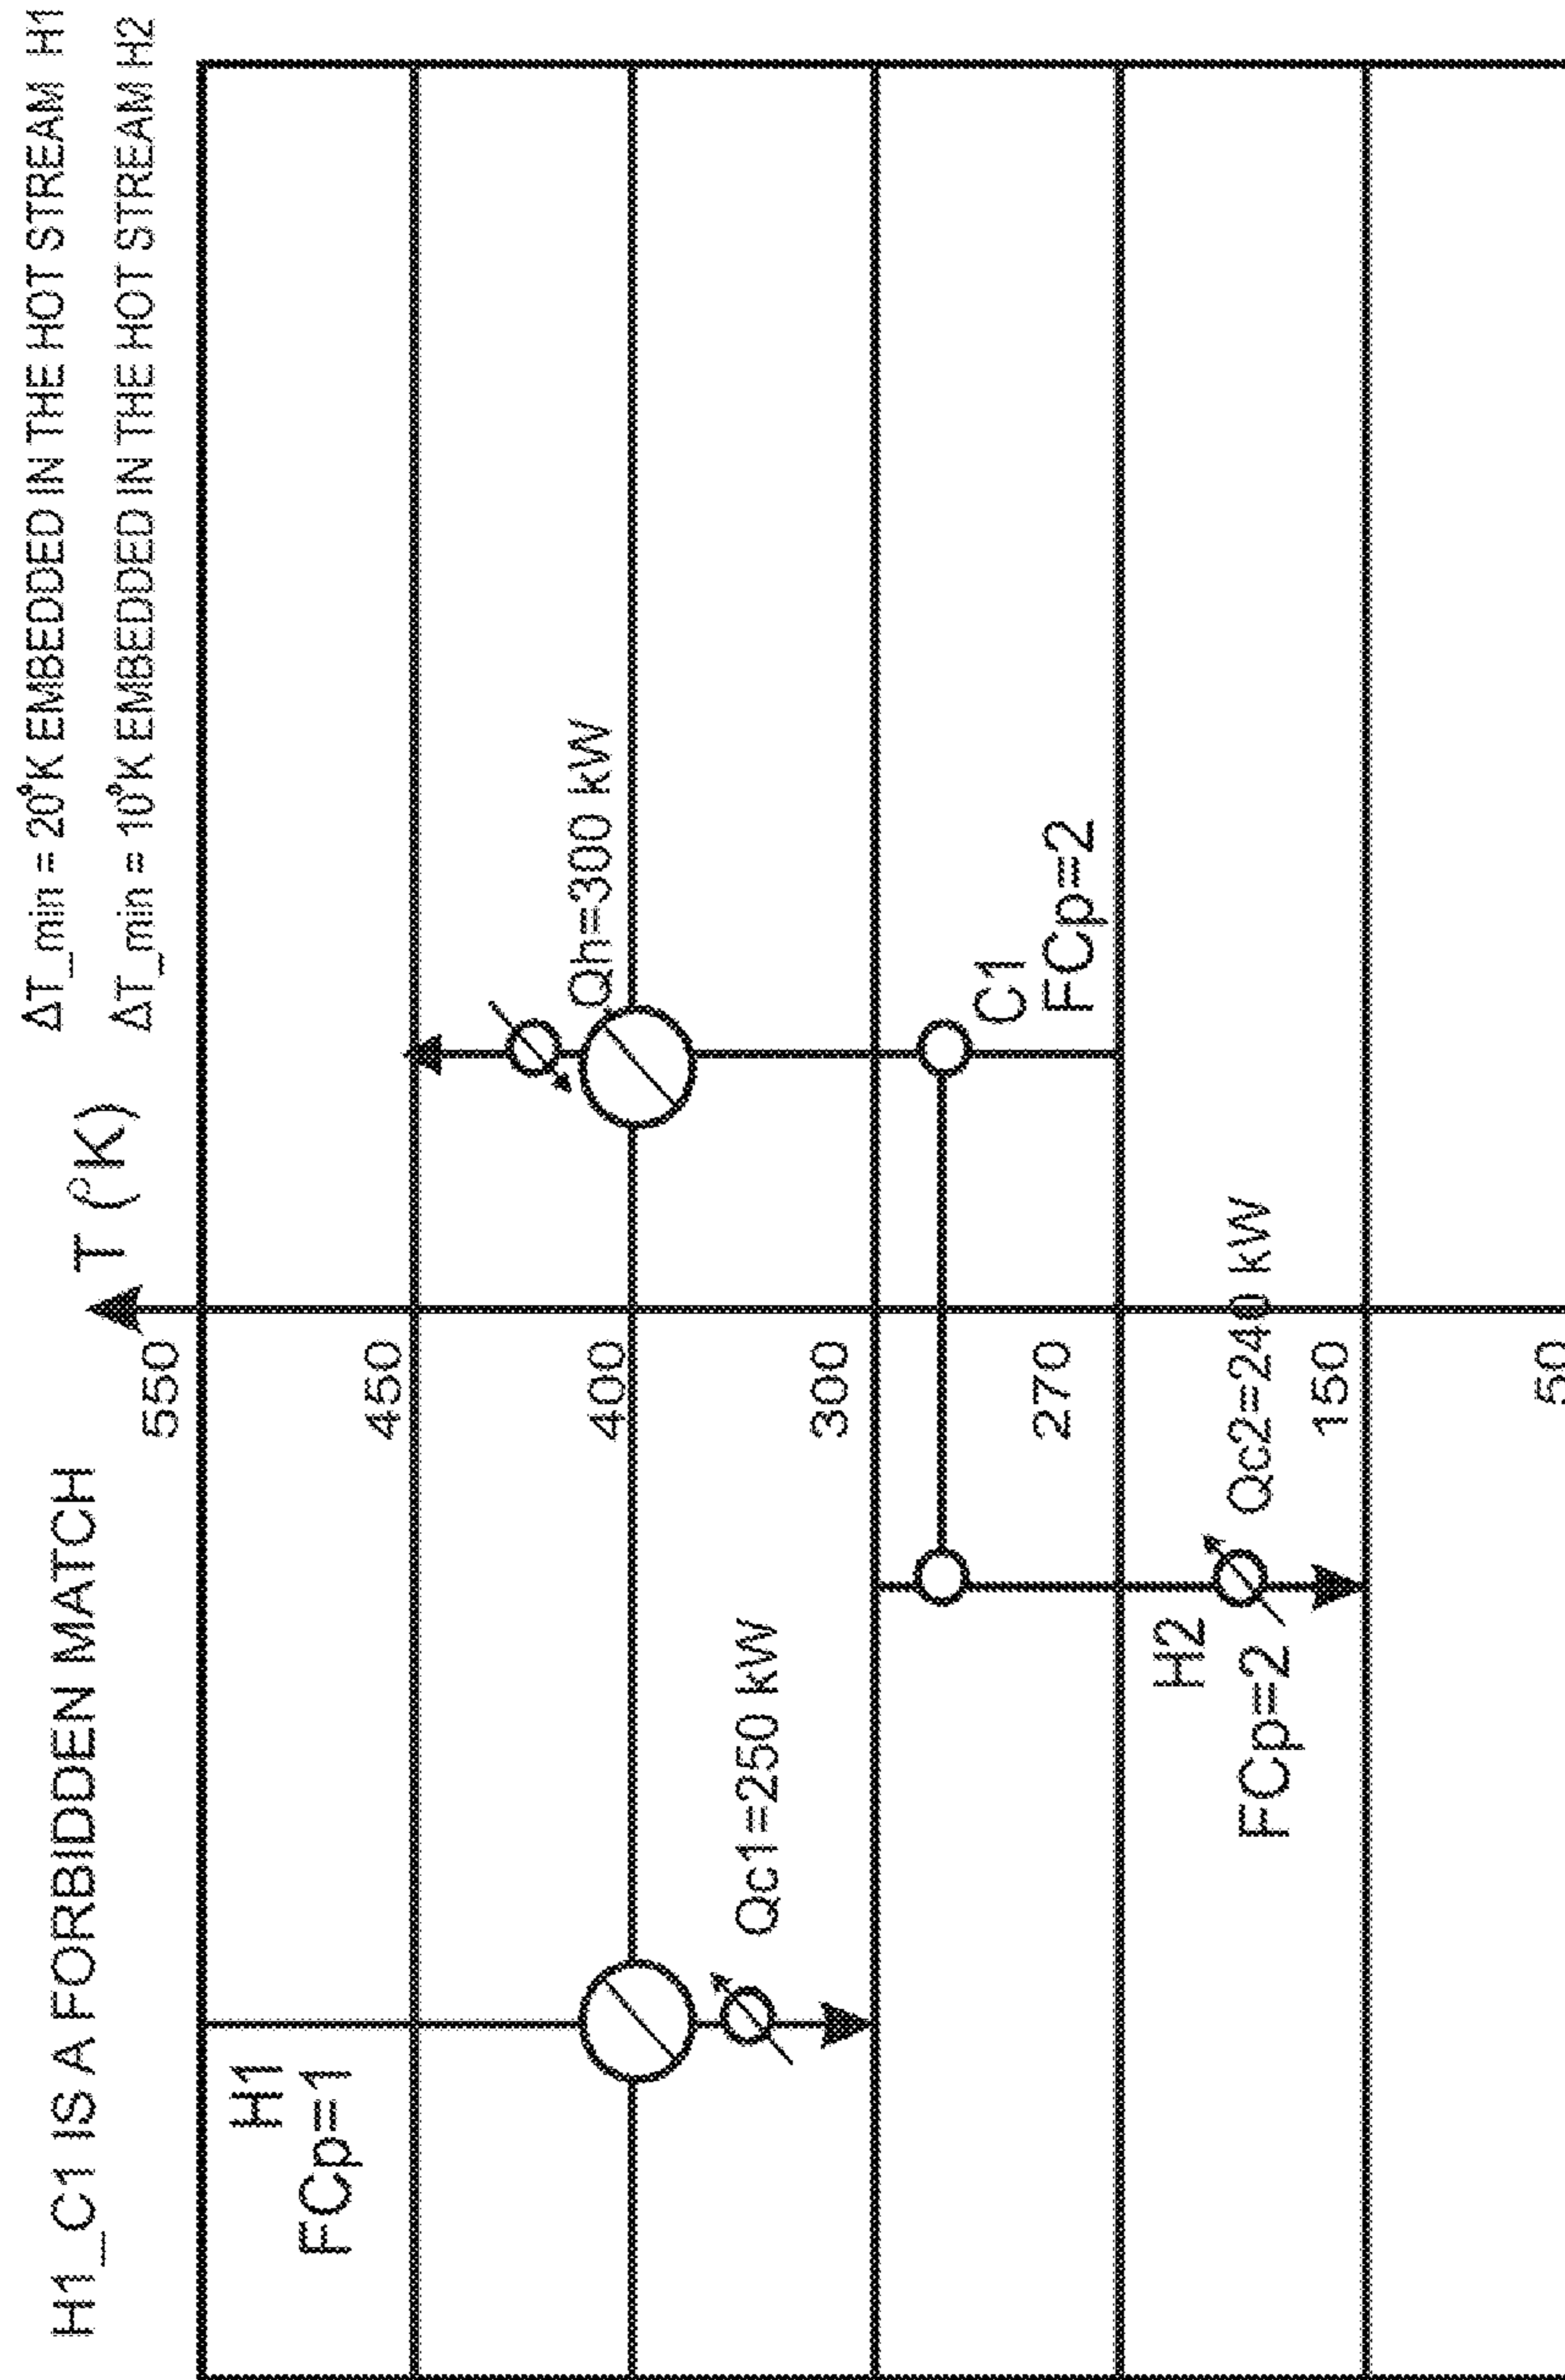 H1_C1 IS A FORBIDDEN MATCH
ΔT_min = 20°K EMBEDDED IN THE HOT STREAM H1
ΔT_min = 10°K EMBEDDED IN THE HOT STREAM H2
T (°K)
550
H1
FCp=1
450
Qh=300 kW
400
Qc1=250 kW
300
C1
FCp=2
270
H2
FCp=2
Qc2=240 kW
150
50